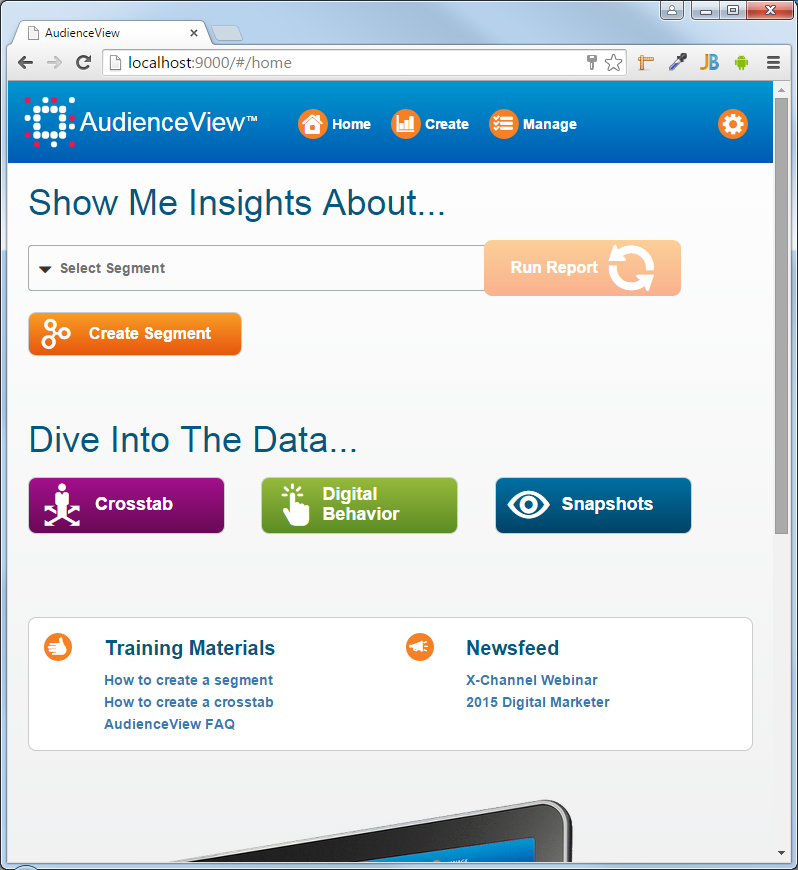 AudienceView
localhost:9000/#/home
JB
AudienceView™
Home
Create
Manage
Show Me Insights About...
Select Segment
Run Report
Create Segment
Dive Into The Data...
Crosstab
Digital
Behavior
Snapshots
Training Materials
How to create a segment
How to create a crosstab
AudienceView FAQ
Newsfeed
X-Channel Webinar
2015 Digital Marketer